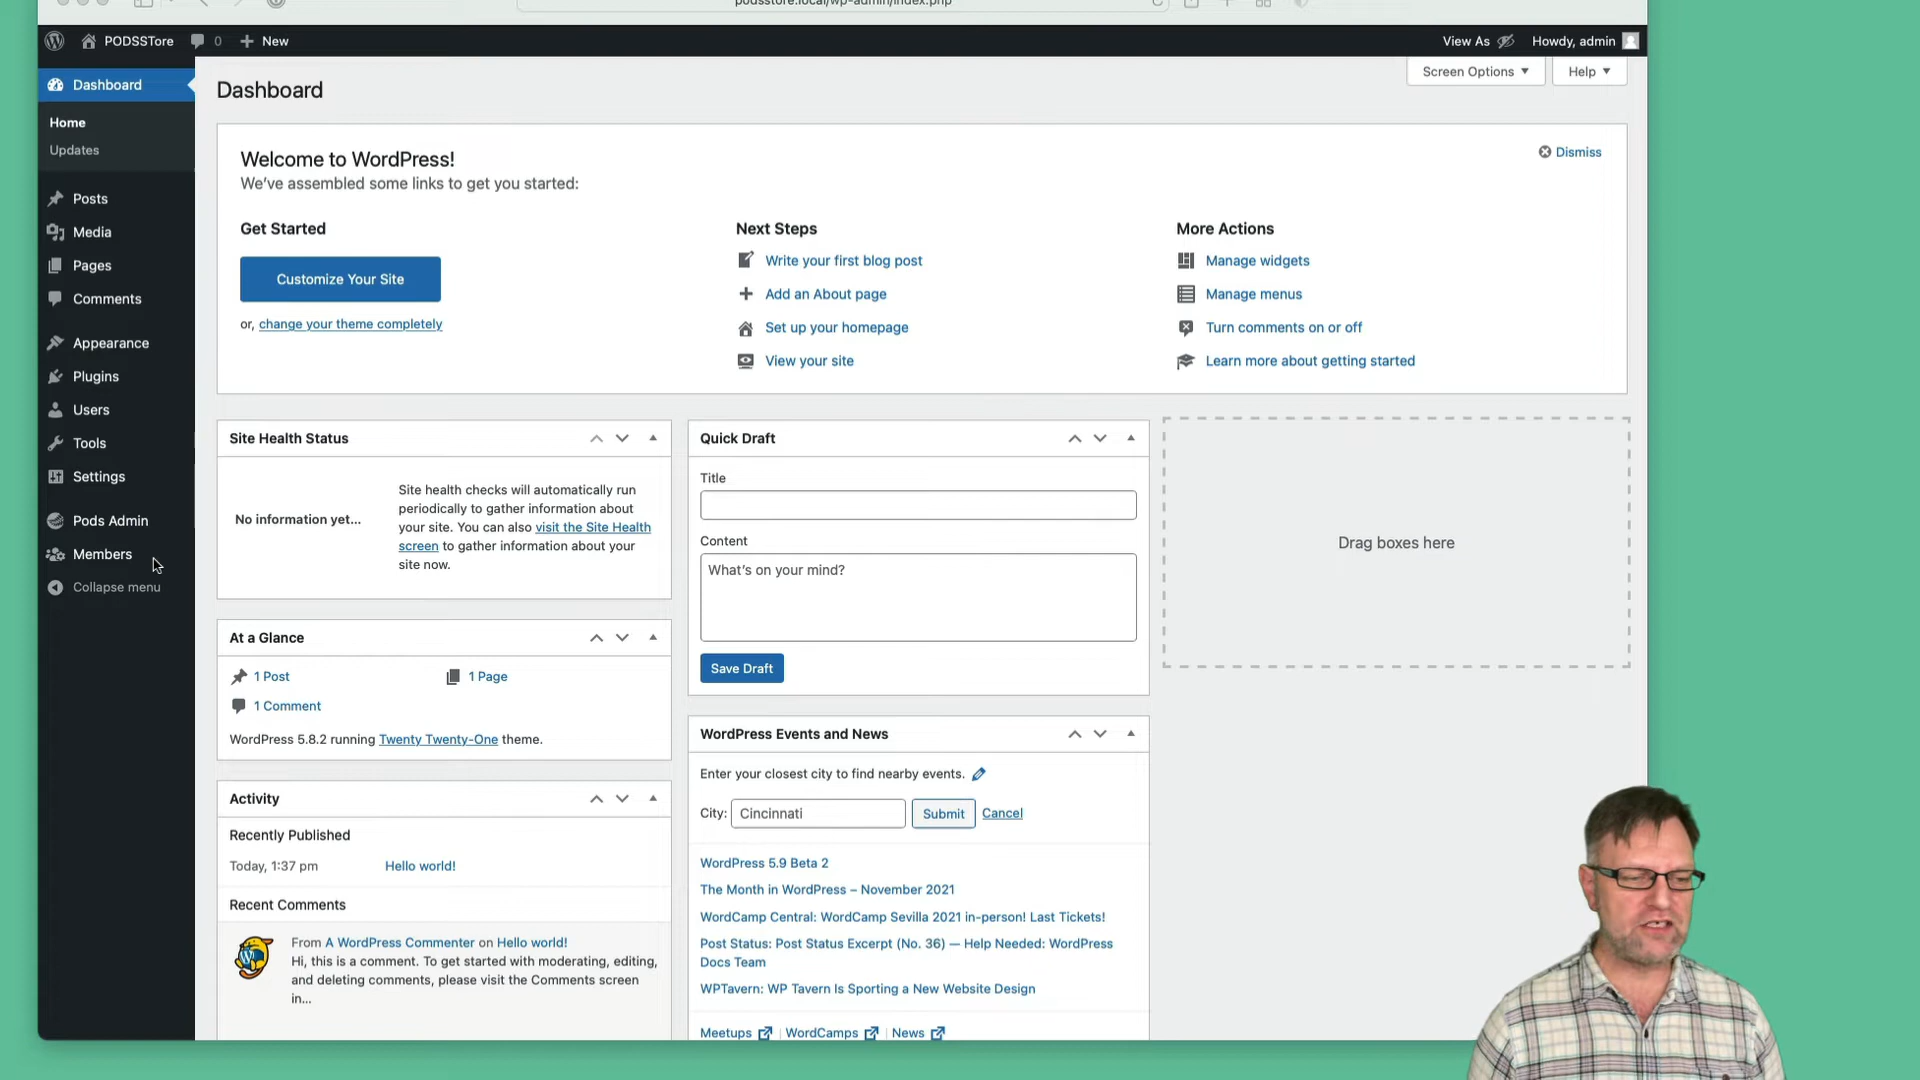 podsstore.local/wp-admin/index.php
PODSSTore
0
New
View As
Howdy, admin
Dashboard
Home
Updates
Posts
Media
Pages
Comments
Appearance
Plugins
Users
Tools
Settings
Pods Admin
Members
Collapse menu
Screen Options ▼
Help ▼
Dashboard
Welcome to WordPress!
We've assembled some links to get you started:
Dismiss
Get Started
Customize Your Site
or, change your theme completely
Next Steps
Write your first blog post
Add an About page
Set up your homepage
View your site
More Actions
Manage widgets
Manage menus
Turn comments on or off
Learn more about getting started
Site Health Status
No information yet...
Site health checks will automatically run
periodically to gather information about
your site. You can also visit the Site Health
screen to gather information about your
site now.
At a Glance
1 Post
1 Page
1 Comment
WordPress 5.8.2 running Twenty Twenty-One theme.
Activity
Recently Published
Today, 1:37 pm
Hello world!
Recent Comments
From A WordPress Commenter on Hello world!
Hi, this is a comment. To get started with moderating, editing,
and deleting comments, please visit the Comments screen
in...
Quick Draft
Title
Content
What's on your mind?
Save Draft
WordPress Events and News
Enter your closest city to find nearby events.
City: Cincinnati Submit Cancel
WordPress 5.9 Beta 2
The Month in WordPress – November 2021
WordCamp Central: WordCamp Sevilla 2021 in-person! Last Tickets!
Post Status: Post Status Excerpt (No. 36) — Help Needed: WordPress
Docs Team
WPTavern: WP Tavern Is Sporting a New Website Design
Meetups | WordCamps | News
Drag boxes here